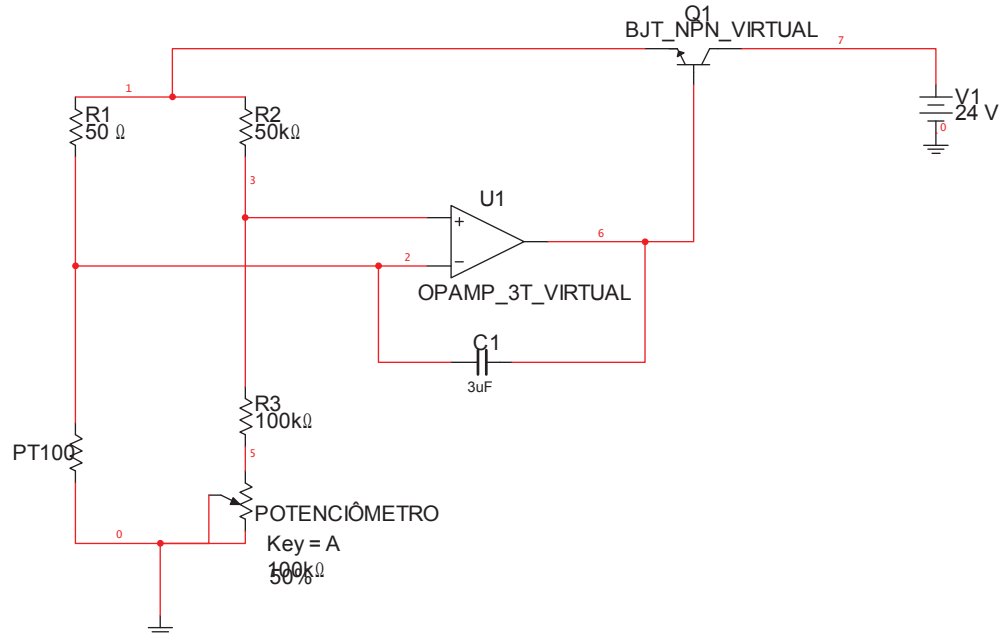 Q1
BJT_NPN_VIRTUAL
7
1
R1
50 Ω
R2
50kΩ
V1
24 V
0
3
U1
6
2
OPAMP_3T_VIRTUAL
C1
3uF
R3
100kΩ
PT100
5
POTENCIÔMETRO
0
Key = A
100kΩ
50%